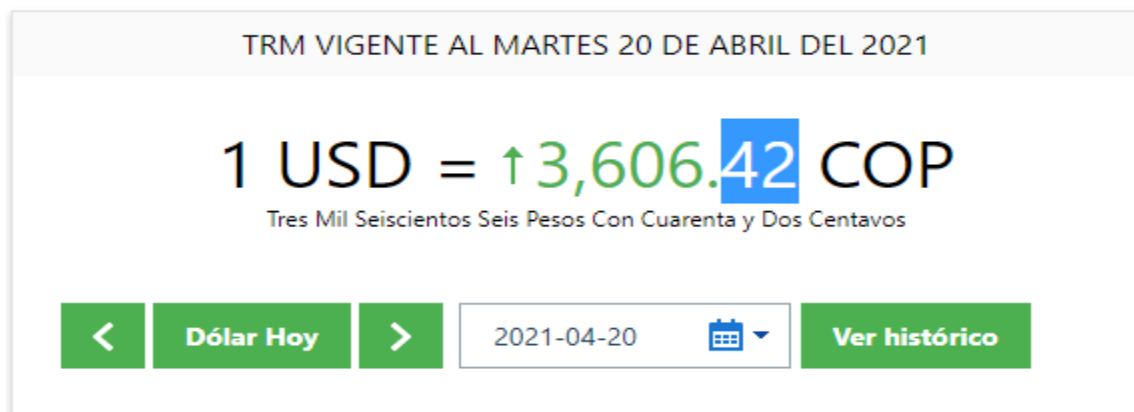 TRM VIGENTE AL MARTES 20 DE ABRIL DEL 2021
1 USD = ↑3,606.42 COP
Tres Mil Seiscientos Seis Pesos Con Cuarenta y Dos Centavos
< Dólar Hoy > 2021-04-20 Ver histórico